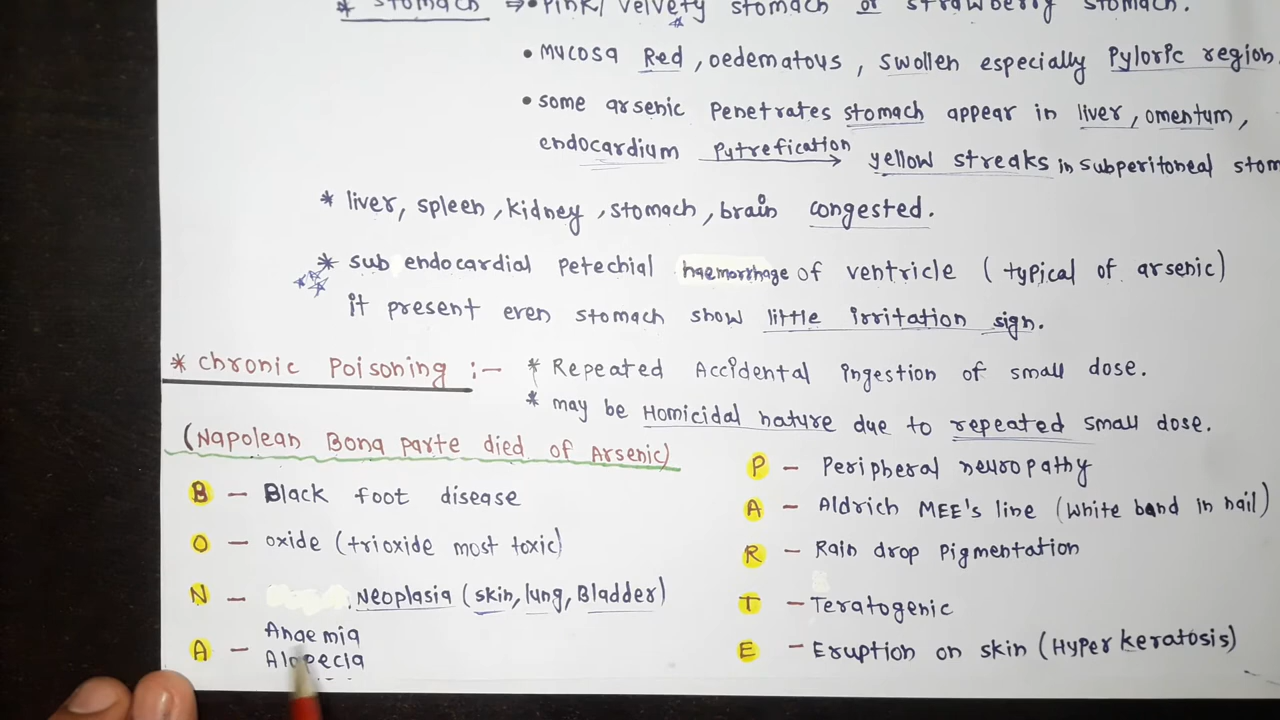 * Stomach ⇒ • Pink/ velvety stomach or strawberry stomach.
• Mucosa Red, oedematous, swollen especially Pyloric region.
• some arsenic Penetrates stomach appear in liver, omentum,
endocardium Putrefication → yellow streaks in subperitoneal stom
* liver, spleen, kidney, stomach, brain congested.
* sub endocardial petechial haemorrhage of ventricle (typical of arsenic)
it present even stomach show little irritation sign.
* Chronic Poisoning :- * Repeated Accidental ingestion of small dose.
* may be Homicidal nature due to repeated small dose.
(Napolean Bona parte died of Arsenic)
B - Black foot disease
O - oxide (trioxide most toxic)
N - Neoplasia (skin, lung, Bladder)
A - Anaemia
Alopecia
P - Peripheral neuropathy
A - Aldrich MEE's line (white band in nail)
R - Rain drop Pigmentation
T - Teratogenic
E - Eruption on skin (Hyperkeratosis)